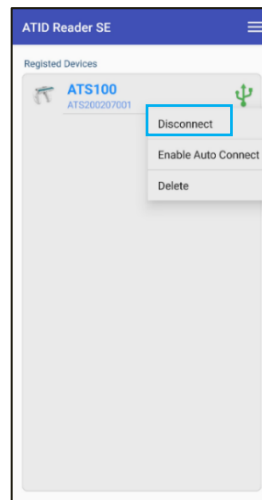 ATID Reader SE
Registed Devices
ATS100
ATS200207001
Disconnect
Enable Auto Connect
Delete